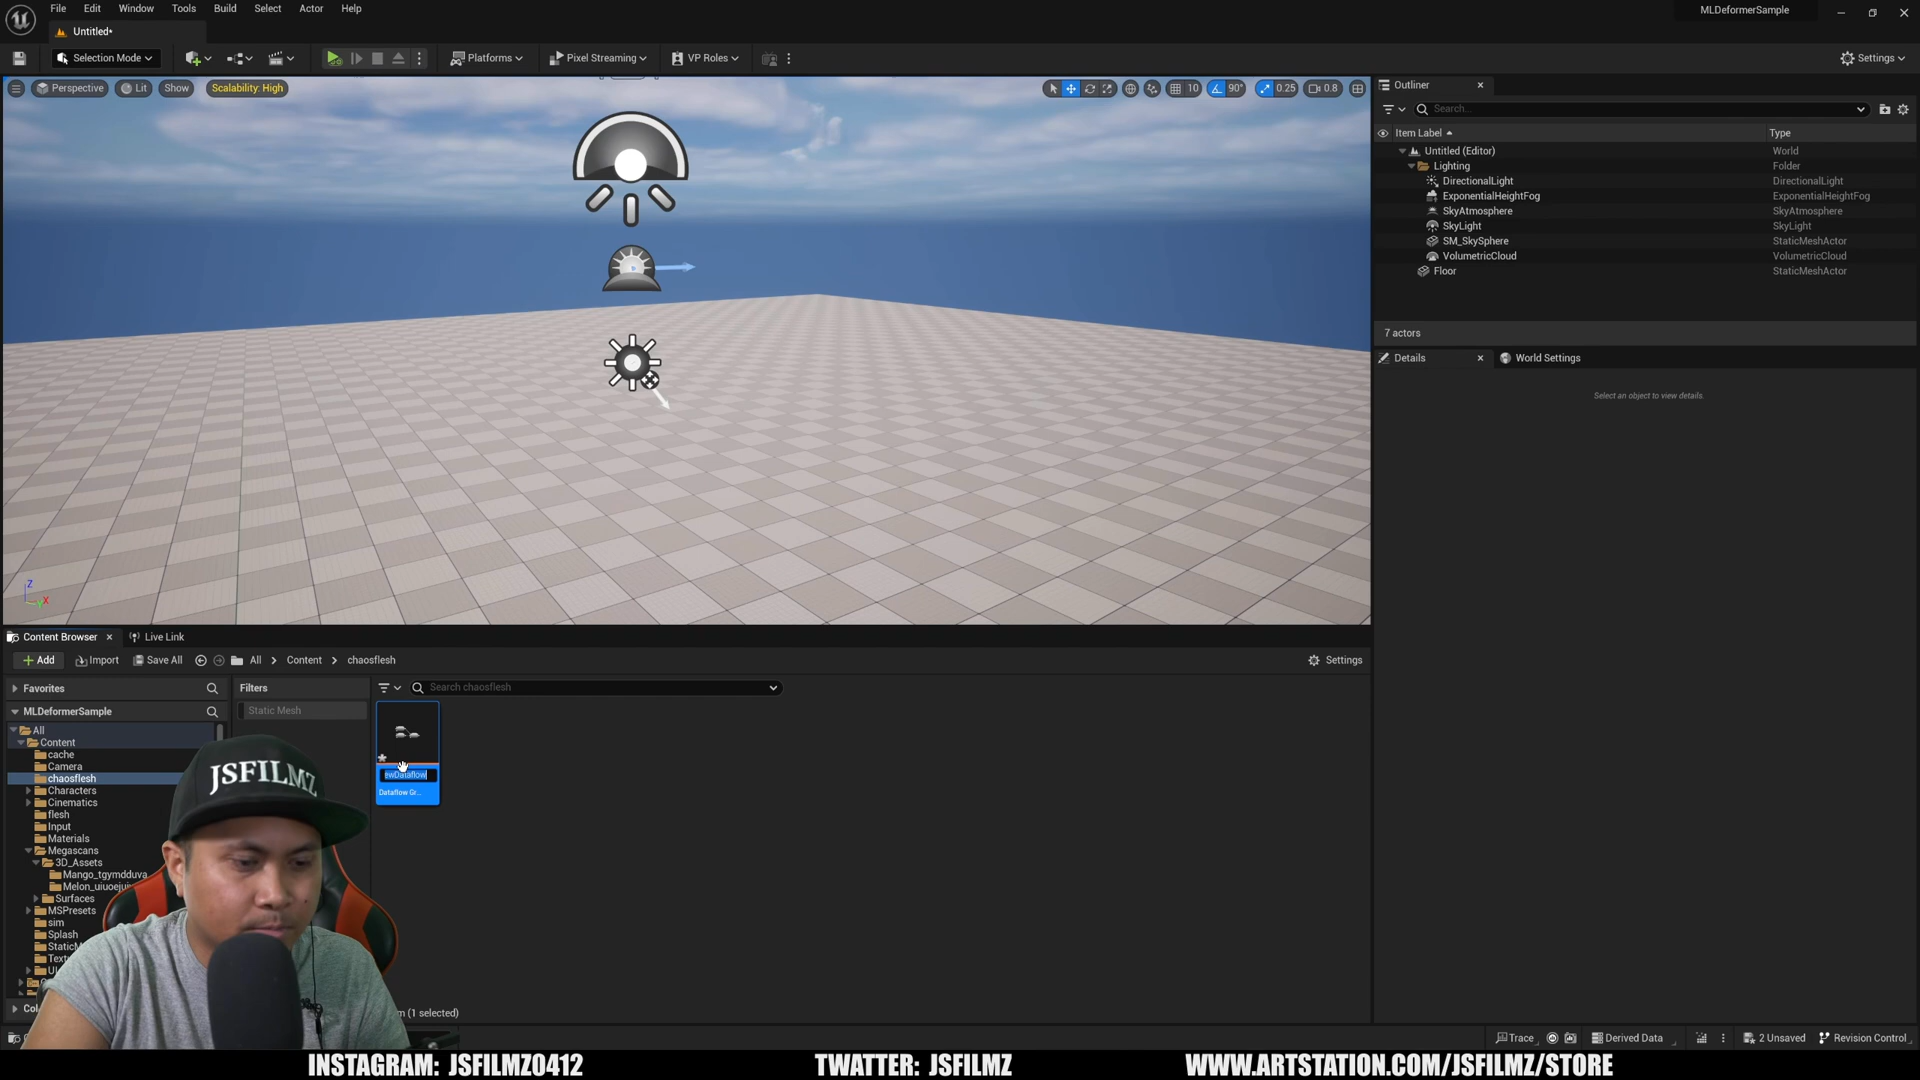 File Edit Window Tools Build Select Actor Help
MLDeformerSample
Untitled*
Selection Mode
Platforms
Pixel Streaming
VP Roles
Settings
Perspective
Lit
Show
Scalability: High
10
90°
0.25
0.8
Outliner
Search...
Item Label
Type
Untitled (Editor)
World
Lighting
Folder
DirectionalLight
DirectionalLight
ExponentialHeightFog
ExponentialHeightFog
SkyAtmosphere
SkyAtmosphere
SkyLight
SkyLight
SM_SkySphere
StaticMeshActor
VolumetricCloud
VolumetricCloud
Floor
StaticMeshActor
7 actors
Details
World Settings
Select an object to view details.
Z
X
Content Browser
Live Link
Add
Import
Save All
All
Content
chaosflesh
Settings
Favorites
Filters
Search chaosflesh
MLDeformerSample
Static Mesh
All
Content
cache
Camera
chaosflesh
Characters
Cinematics
flesh
Input
Materials
Megascans
3D_Assets
Mango_tgymdduva
Surfaces
MSPresets
sim
Splash
ewDataflow
Dataflow Gr...
JSFILMZ
(1 selected)
Trace
Derived Data
2 Unsaved
Revision Control
INSTAGRAM: JSFILMZ0412
TWATTER: JSFILMZ
WWW.ARTSTATION.COM/JSFILMZ/STORE